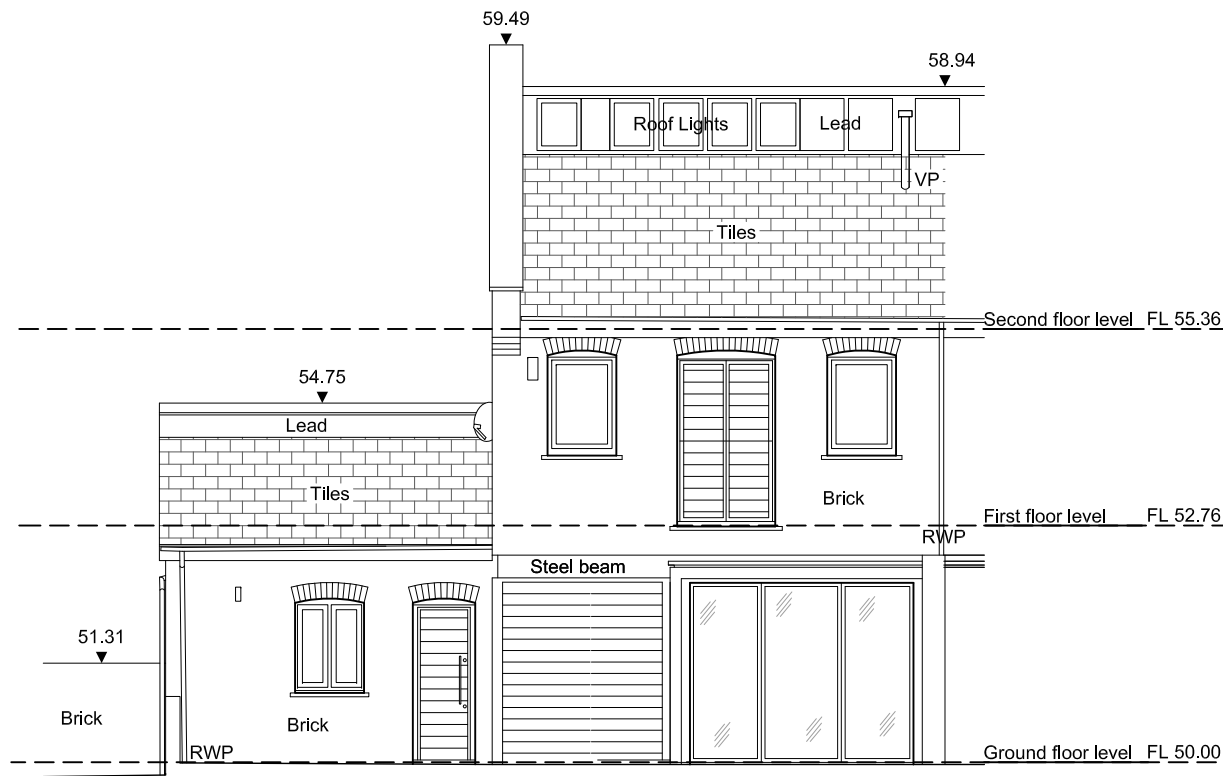 59.49
58.94
Roof Lights
Lead
VP
Tiles
Second floor level FL 55.36
54.75
Lead
Tiles
Brick
First floor level FL 52.76
RWP
Steel beam
51.31
Brick
Brick
RWP
Ground floor level FL 50.00